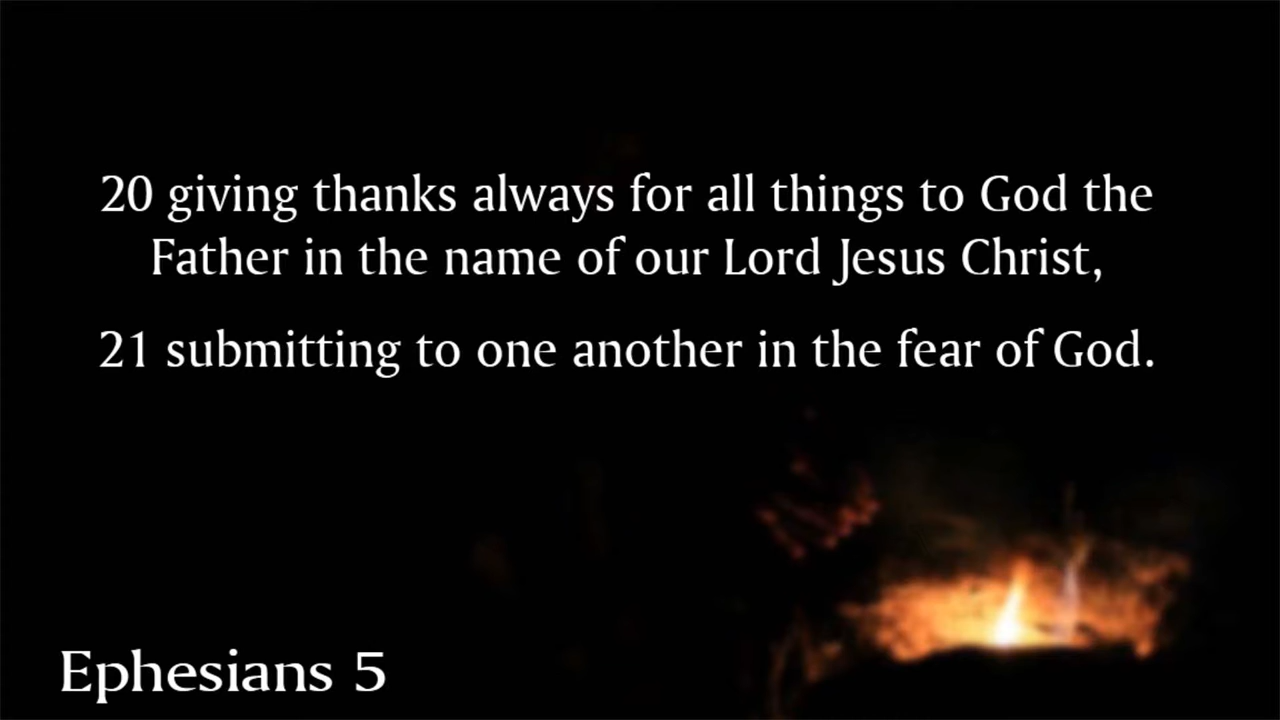 20 giving thanks always for all things to God the
Father in the name of our Lord Jesus Christ,
21 submitting to one another in the fear of God.
Ephesians 5